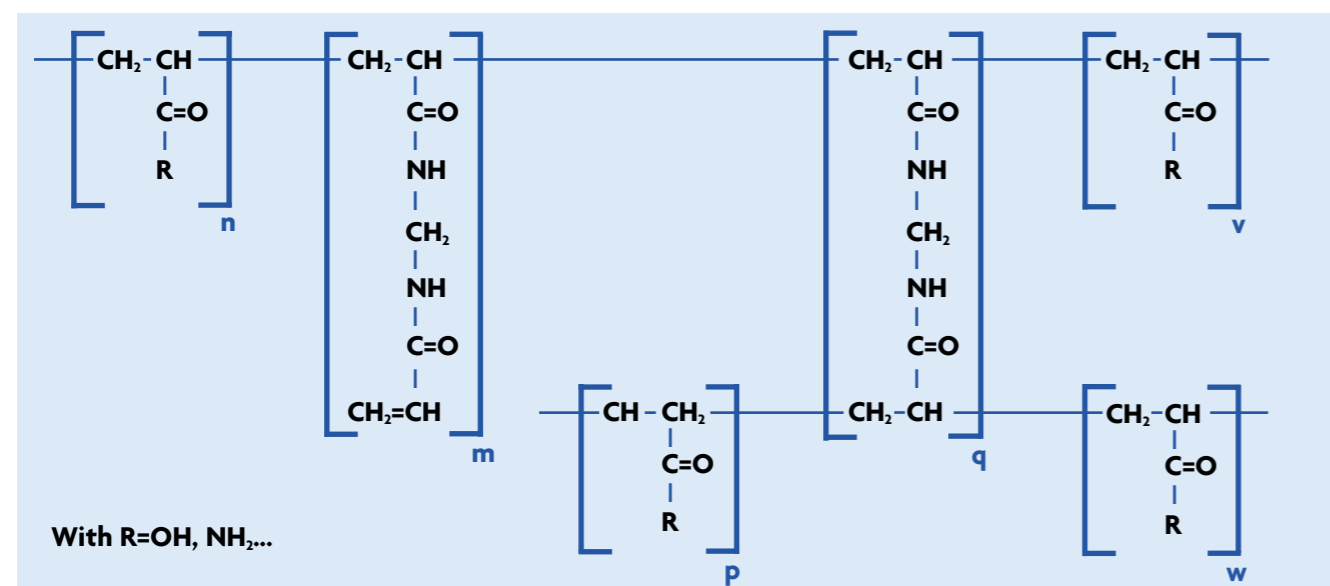 CH₂-CH CH₂-CH CH₂-CH CH₂-CH
C=O C=O C=O C=O
R NH NH R
n v
CH₂ CH₂
NH NH
C=O C=O
CH₂=CH CH-CH₂ CH₂-CH CH₂-CH
m q
C=O C=O
R R
With R=OH, NH₂...
p w